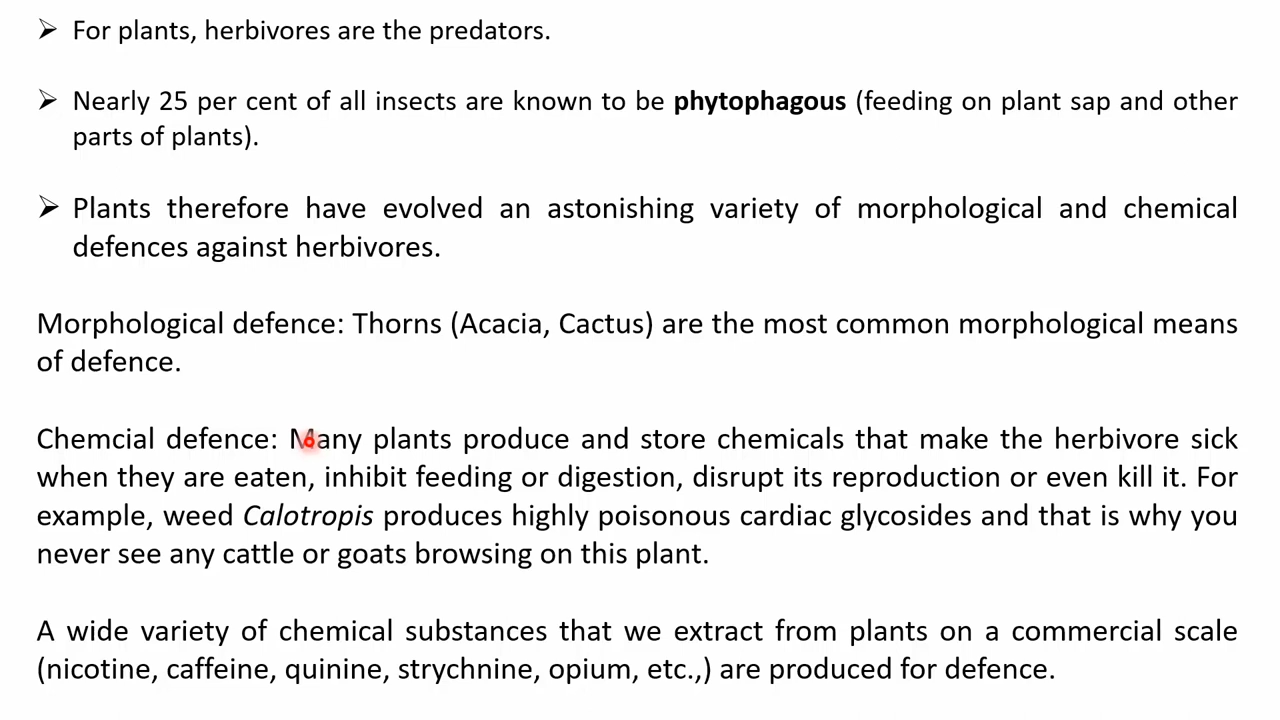 ➢ For plants, herbivores are the predators.
➢ Nearly 25 per cent of all insects are known to be phytophagous (feeding on plant sap and other
parts of plants).
➢ Plants therefore have evolved an astonishing variety of morphological and chemical
defences against herbivores.
Morphological defence: Thorns (Acacia, Cactus) are the most common morphological means
of defence.
Chemcial defence: Many plants produce and store chemicals that make the herbivore sick
when they are eaten, inhibit feeding or digestion, disrupt its reproduction or even kill it. For
example, weed Calotropis produces highly poisonous cardiac glycosides and that is why you
never see any cattle or goats browsing on this plant.
A wide variety of chemical substances that we extract from plants on a commercial scale
(nicotine, caffeine, quinine, strychnine, opium, etc.,) are produced for defence.